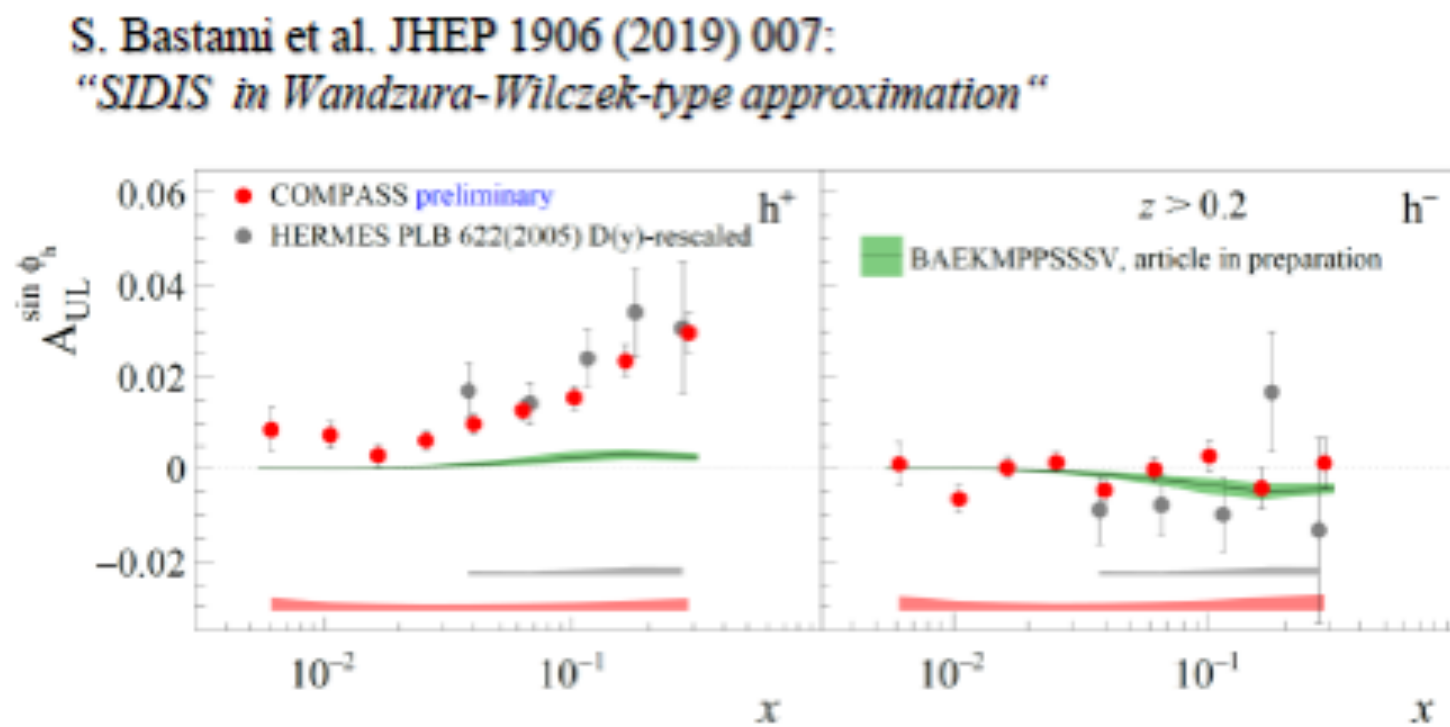 S. Bastami et al. JHEP 1906 (2019) 007:
“SIDIS in Wandzura-Wilczek-type approximation“
COMPASS preliminary
HERMES PLB 622(2005) D(y)-rescaled
h⁺
z > 0.2
h⁻
BAEKMPPSSSV, article in preparation
A_UL^{sin ϕ_h}
0.06
0.04
0.02
0
−0.02
10⁻²
10⁻¹
x
10⁻²
10⁻¹
x